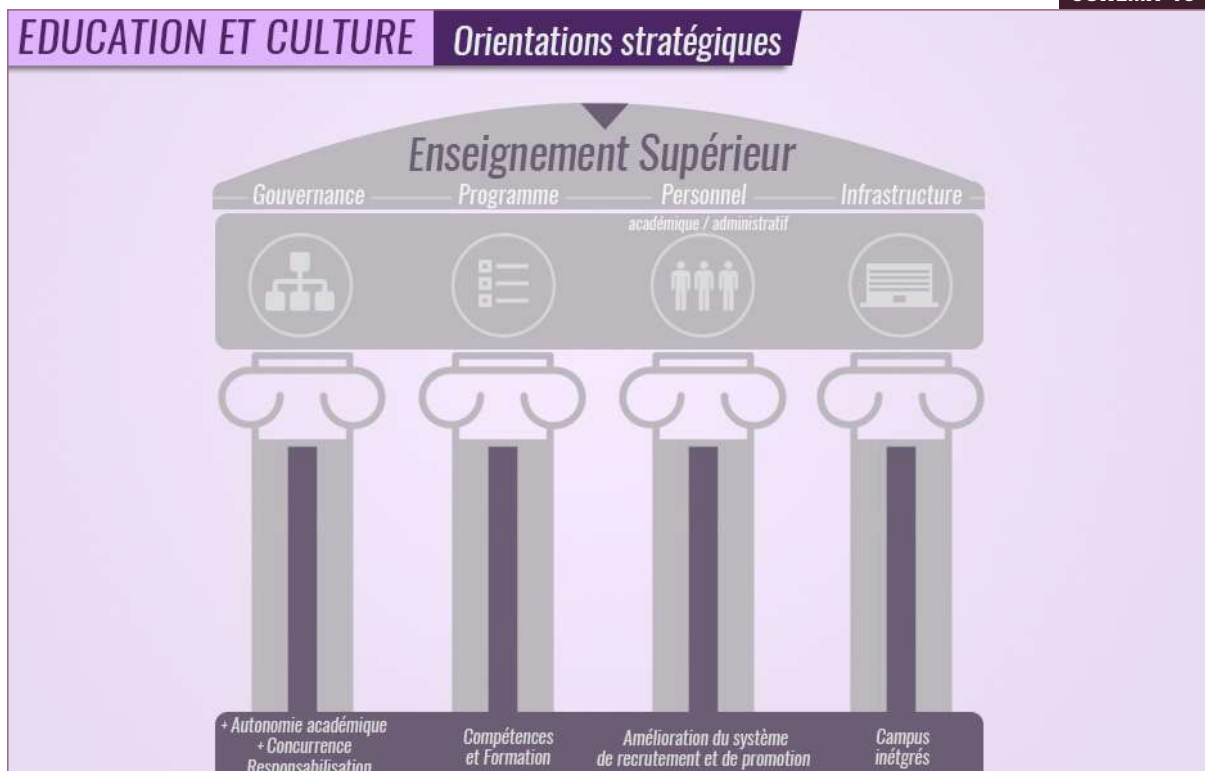 EDUCATION ET CULTURE Orientations stratégiques
Enseignement Supérieur
Gouvernance Programme Personnel Infrastructure
académique / administratif
+ Autonomie académique
+ Concurrence
Responsabilisation
Compétences
et Formation
Amélioration du système
de recrutement et de promotion
Campus
inétgrés